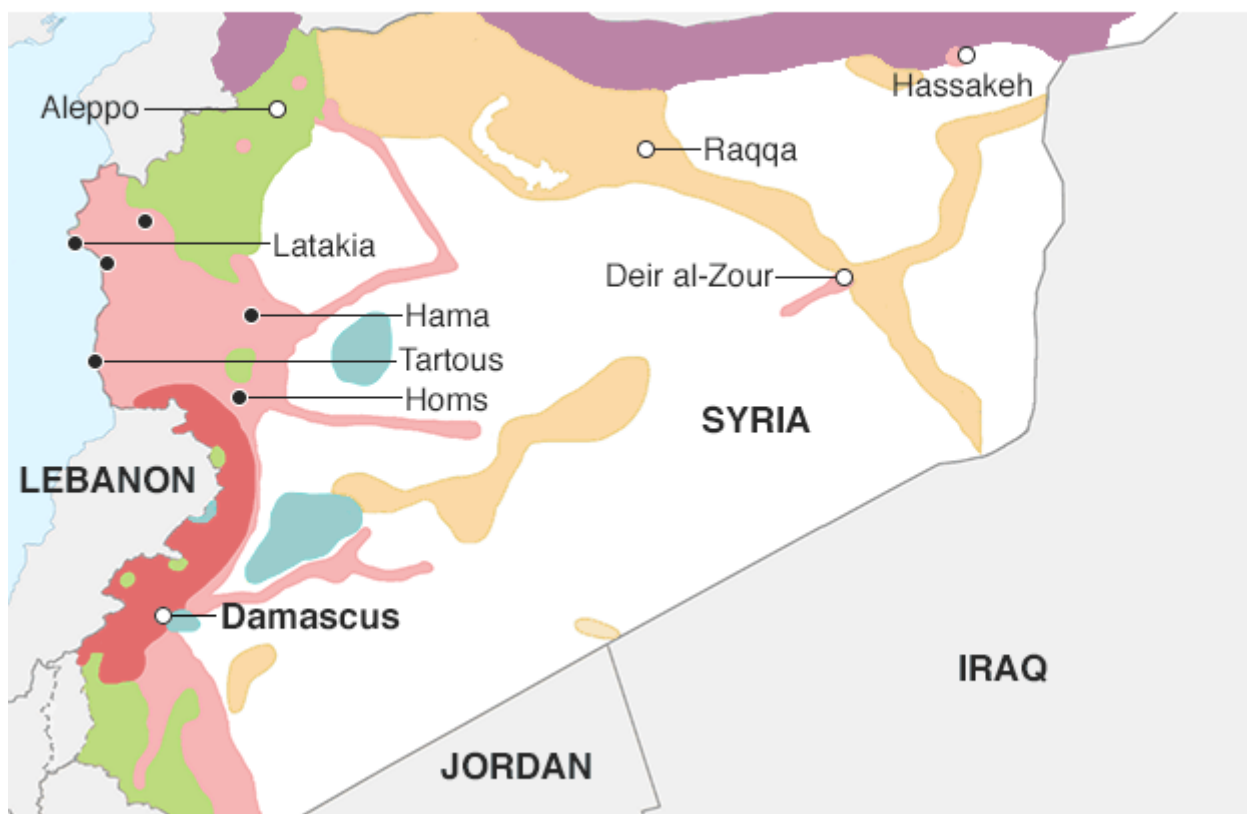 Hassakeh
Aleppo
Raqqa
Latakia
Deir al-Zour
Hama
Tartous
Homs
SYRIA
LEBANON
Damascus
IRAQ
JORDAN